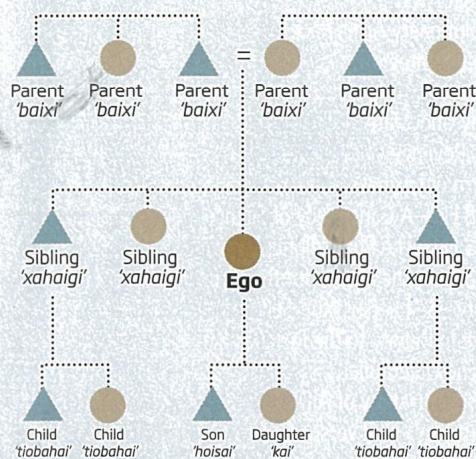 Parent Parent Parent = Parent Parent Parent
'baixi' 'baixi' 'baixi' 'baixi' 'baixi' 'baixi'
Sibling Sibling Ego Sibling Sibling
'xahaigi' 'xahaigi' 'xahaigi' 'xahaigi'
Child Child Son Daughter Child Child
'tiobahai' 'tiobahai' 'hoisai' 'kai' 'tiobahai' 'tiobahai'